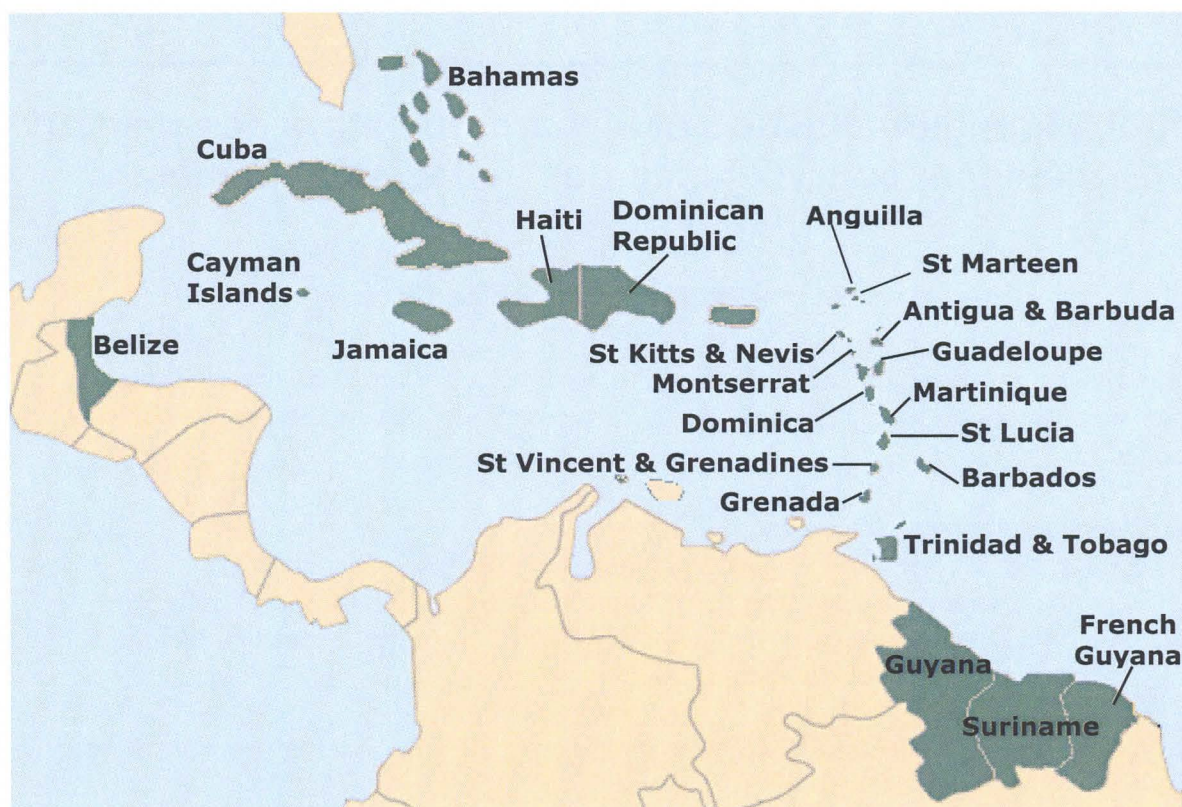 Bahamas
Cuba
Haiti
Dominican
Republic
Anguilla
St Marteen
Cayman
Islands
Antigua & Barbuda
Belize
Jamaica
St Kitts & Nevis
Guadeloupe
Montserrat
Martinique
Dominica
St Lucia
St Vincent & Grenadines
Barbados
Grenada
Trinidad & Tobago
French
Guyana
Guyana
Suriname